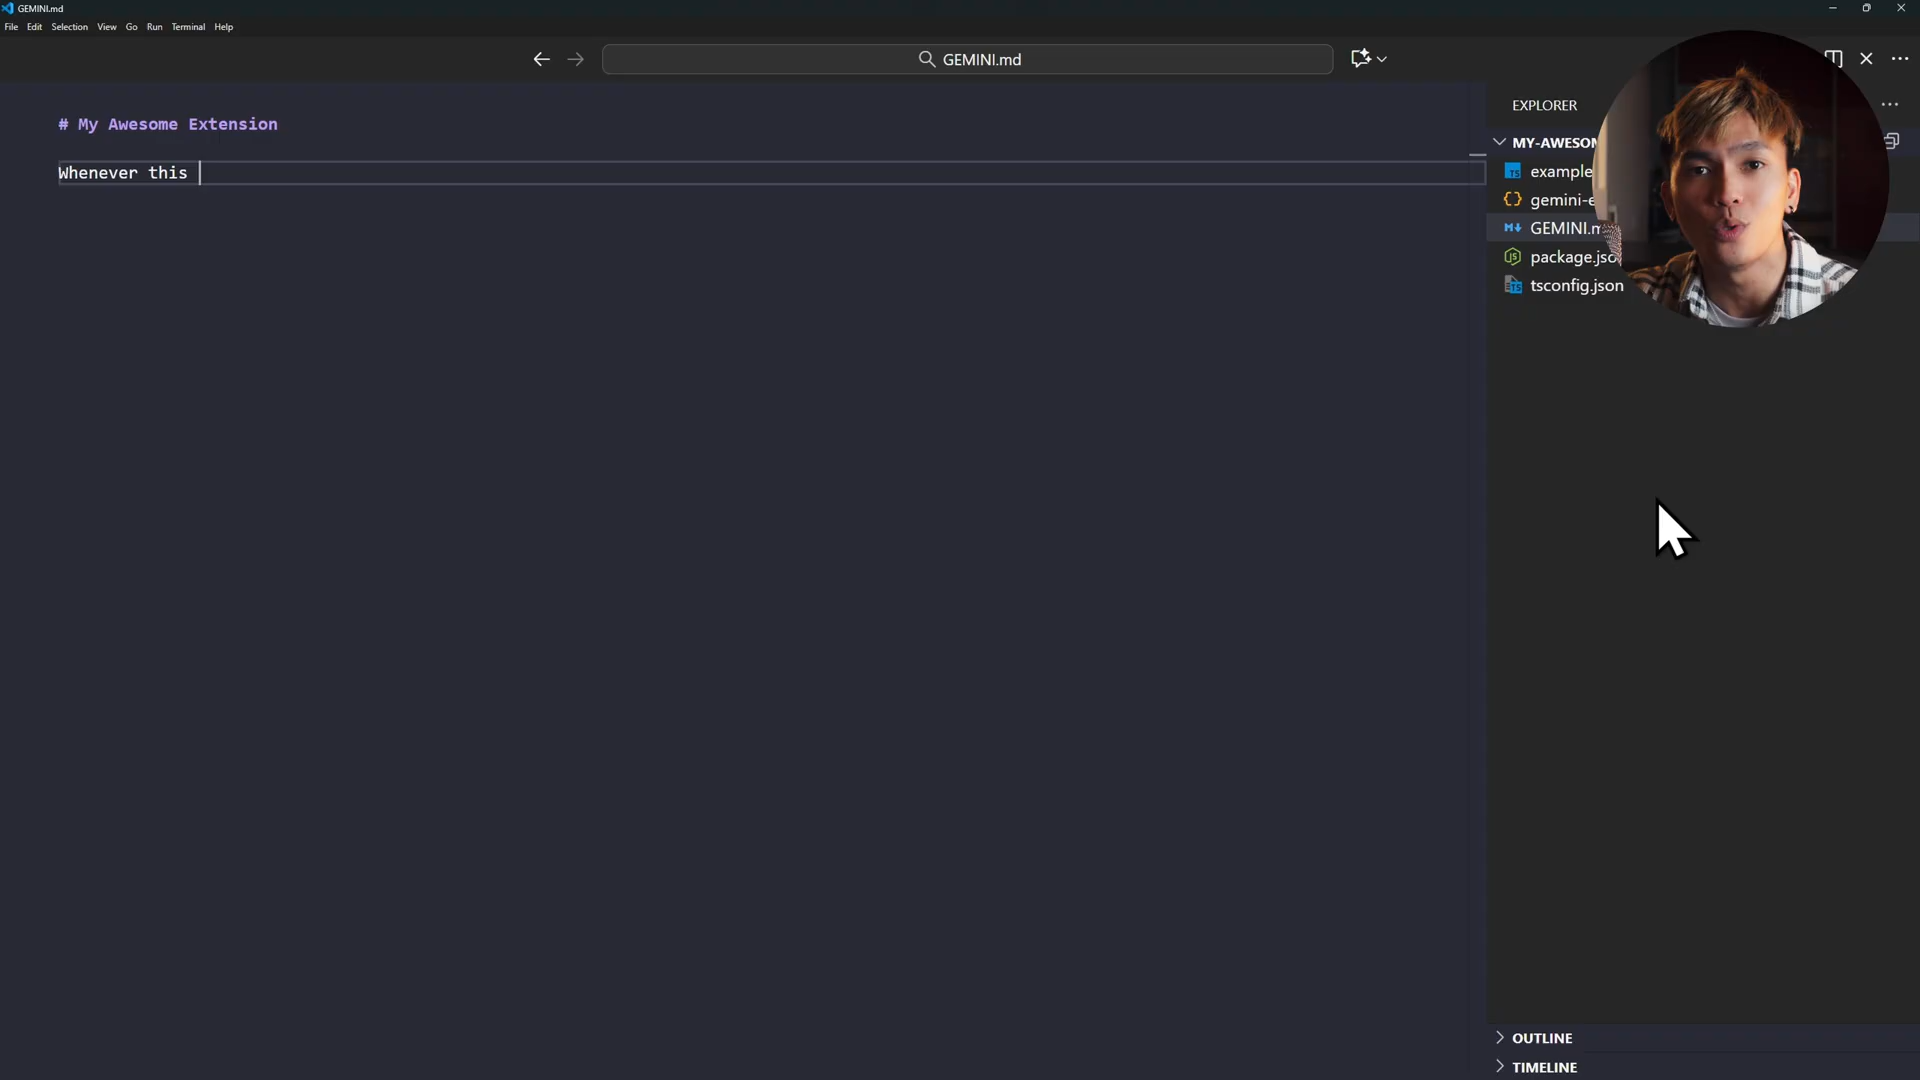 GEMINI.md
File Edit Selection View Go Run Terminal Help
GEMINI.md
# My Awesome Extension
Whenever this
EXPLORER
MY-AWESOM
example
gemini-e
GEMINI.m
package.jso
tsconfig.json
OUTLINE
TIMELINE